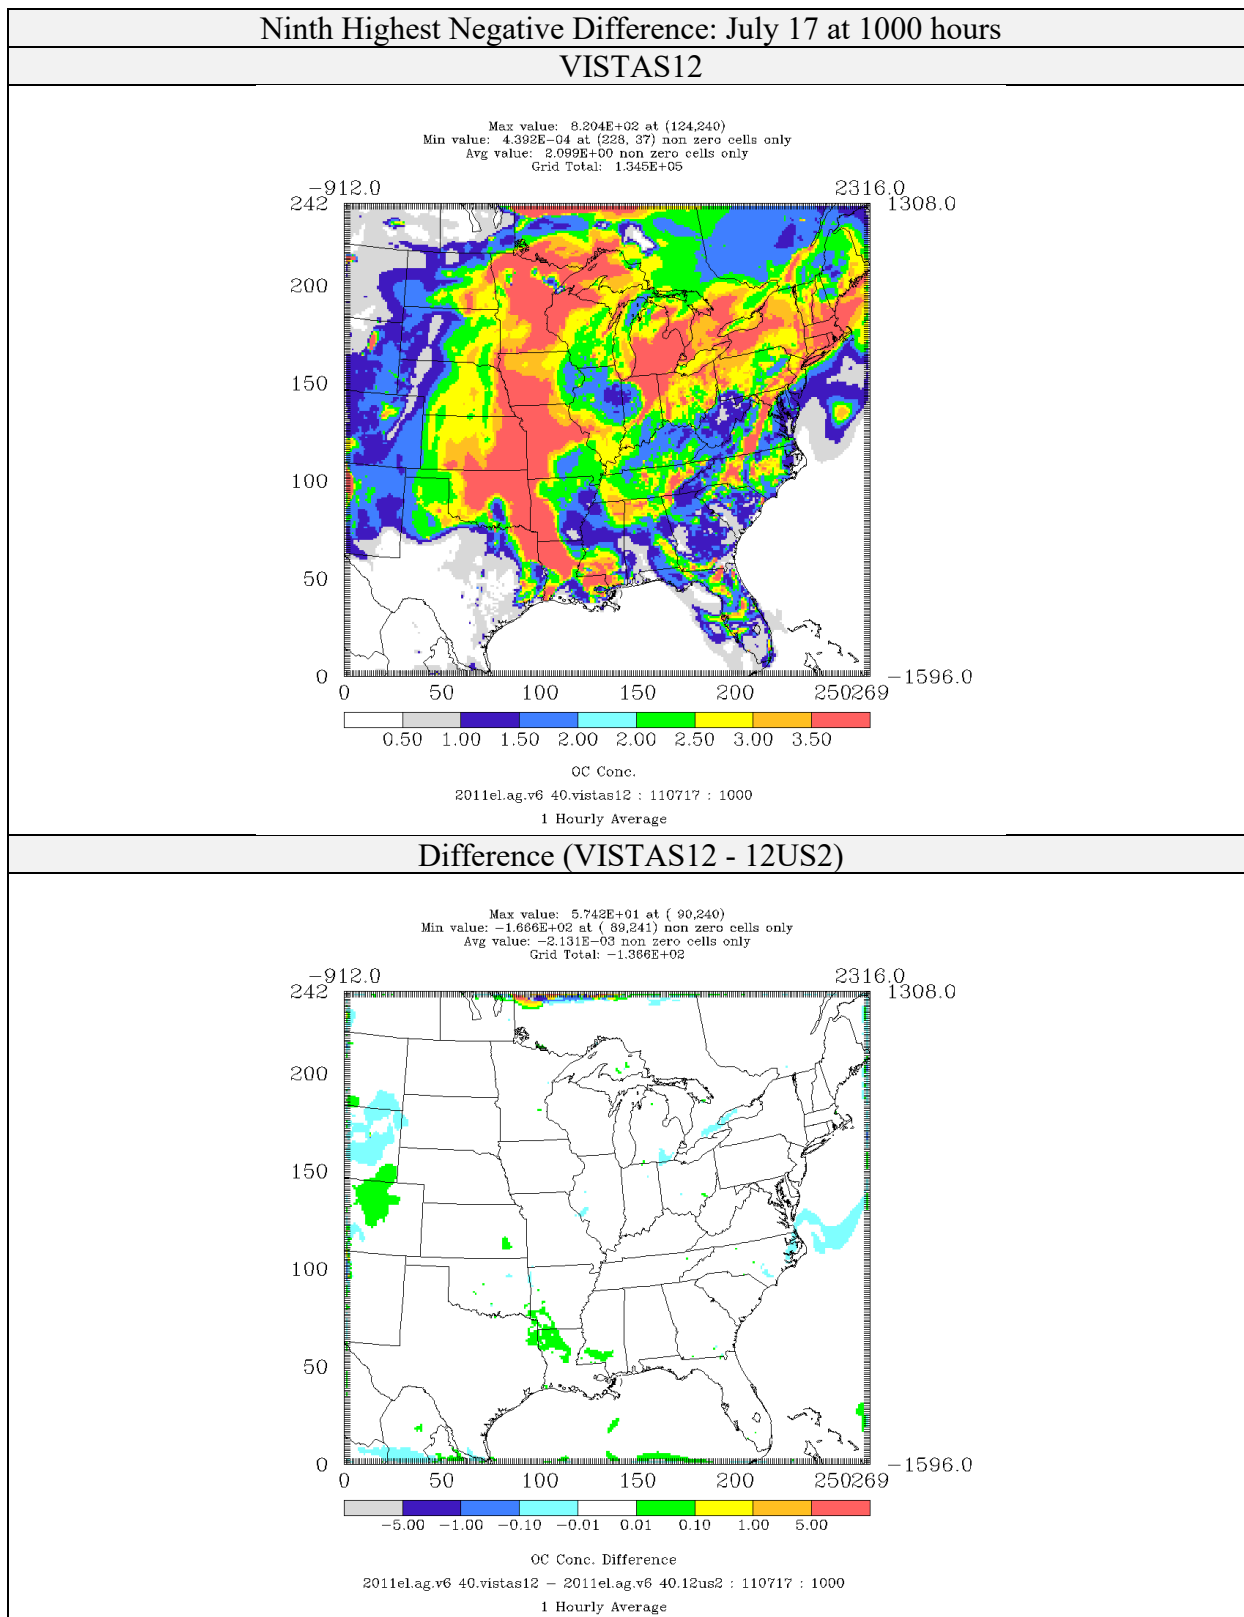 Ninth Highest Negative Difference: July 17 at 1000 hours
VISTAS12
Max value: 8.204E+02 at (124,240)
Min value: 4.392E-04 at (228, 37) non zero cells only
Avg value: 2.099E+00 non zero cells only
Grid Total: 1.345E+05
-912.0 2316.0
242 1308.0
200
150
100
50
0 -1596.0
0 50 100 150 200 250269
0.50 1.00 1.50 2.00 2.00 2.50 3.00 3.50
OC Conc.
2011el.ag.v6 40.vistas12 : 110717 : 1000
1 Hourly Average
Difference (VISTAS12 - 12US2)
Max value: 5.742E+01 at ( 90,240)
Min value: -1.666E+02 at ( 89,241) non zero cells only
Avg value: -2.131E-03 non zero cells only
Grid Total: -1.366E+02
-912.0 2316.0
242 1308.0
200
150
100
50
0 -1596.0
0 50 100 150 200 250269
-5.00 -1.00 -0.10 -0.01 0.01 0.10 1.00 5.00
OC Conc. Difference
2011el.ag.v6 40.vistas12 - 2011el.ag.v6 40.12us2 : 110717 : 1000
1 Hourly Average